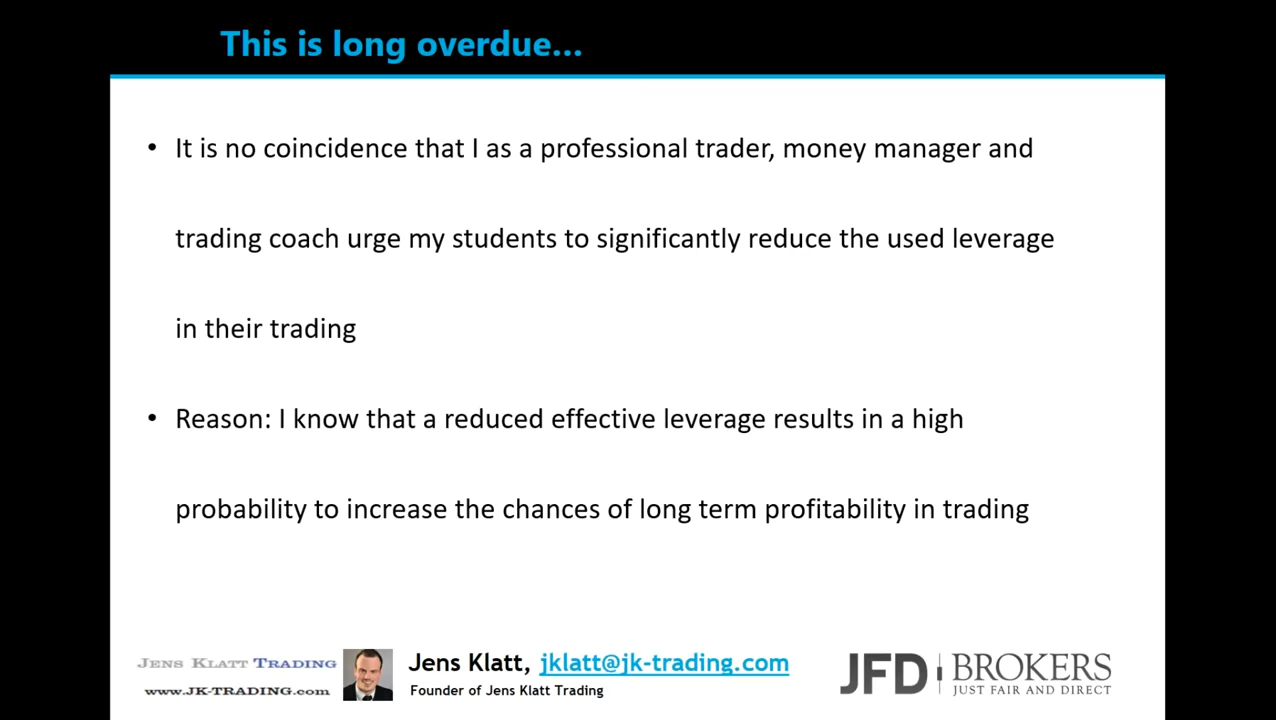 This is long overdue...
• It is no coincidence that I as a professional trader, money manager and
trading coach urge my students to significantly reduce the used leverage
in their trading
• Reason: I know that a reduced effective leverage results in a high
probability to increase the chances of long term profitability in trading
JENS KLATT TRADING
www.JK-TRADING.com
Jens Klatt, jklatt@jk-trading.com
Founder of Jens Klatt Trading
JFD BROKERS
JUST FAIR AND DIRECT